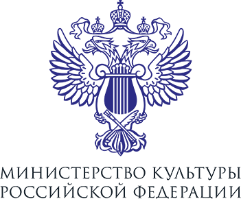 МИНИСТЕРСТВО КУЛЬТУРЫ
РОССИЙСКОЙ ФЕДЕРАЦИИ